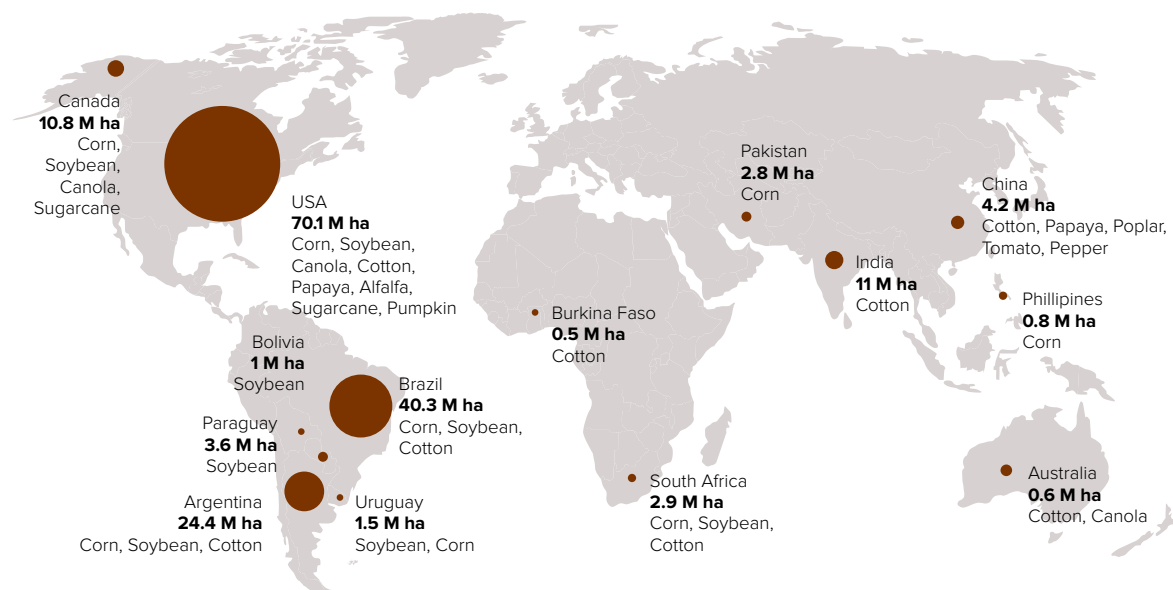 Canada
10.8 M ha
Corn,
Soybean,
Canola,
Sugarcane
USA
70.1 M ha
Corn, Soybean,
Canola, Cotton,
Papaya, Alfalfa,
Sugarcane, Pumpkin
Pakistan
2.8 M ha
Corn
China
4.2 M ha
Cotton, Papaya, Poplar,
Tomato, Pepper
India
11 M ha
Cotton
Phillipines
0.8 M ha
Corn
Burkina Faso
0.5 M ha
Cotton
Bolivia
1 M ha
Soybean
Brazil
40.3 M ha
Corn, Soybean,
Cotton
Paraguay
3.6 M ha
Soybean
Argentina
24.4 M ha
Corn, Soybean, Cotton
Uruguay
1.5 M ha
Soybean, Corn
South Africa
2.9 M ha
Corn, Soybean,
Cotton
Australia
0.6 M ha
Cotton, Canola